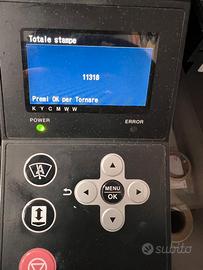 Totale stampe
11318
Premi OK per Tornare
K Y C M W W
POWER
ERROR
MENU
OK
subito